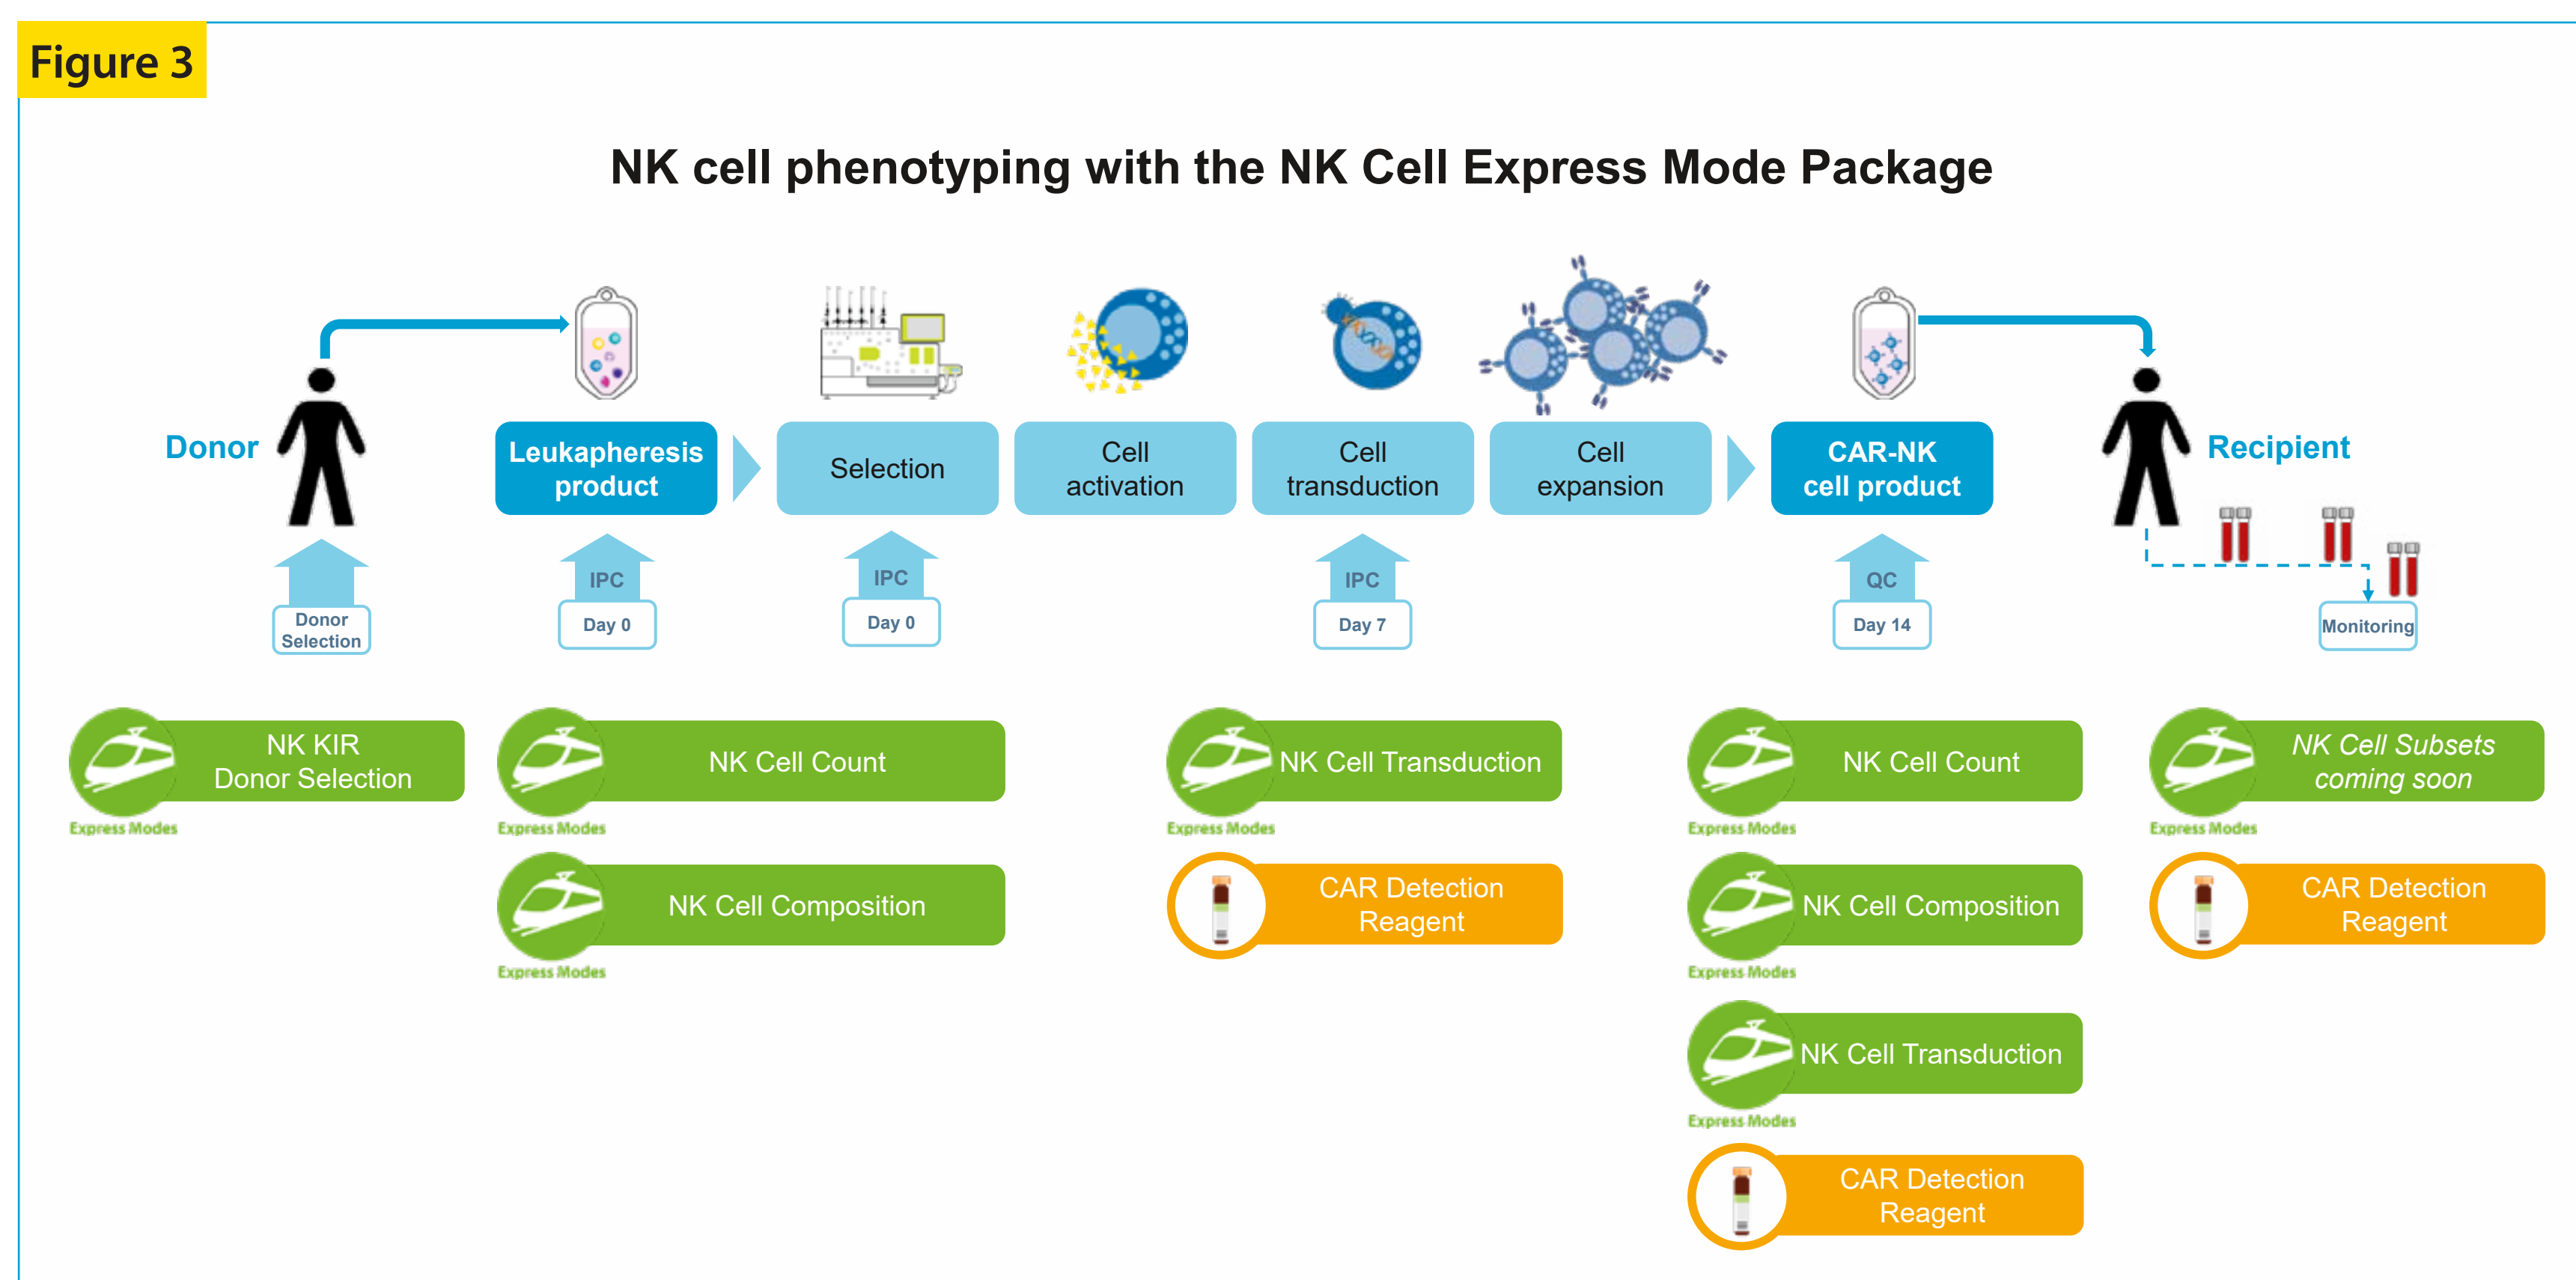 Figure 3
NK cell phenotyping with the NK Cell Express Mode Package
Donor
Leukapheresis
product
Selection
Cell
activation
Cell
transduction
Cell
expansion
CAR-NK
cell product
Recipient
Donor
Selection
IPC
Day 0
IPC
Day 0
IPC
Day 7
QC
Day 14
Monitoring
NK KIR
Donor Selection
Express Modes
NK Cell Count
Express Modes
NK Cell Composition
Express Modes
NK Cell Transduction
Express Modes
CAR Detection
Reagent
NK Cell Count
Express Modes
NK Cell Composition
Express Modes
NK Cell Transduction
Express Modes
CAR Detection
Reagent
NK Cell Subsets
coming soon
Express Modes
CAR Detection
Reagent